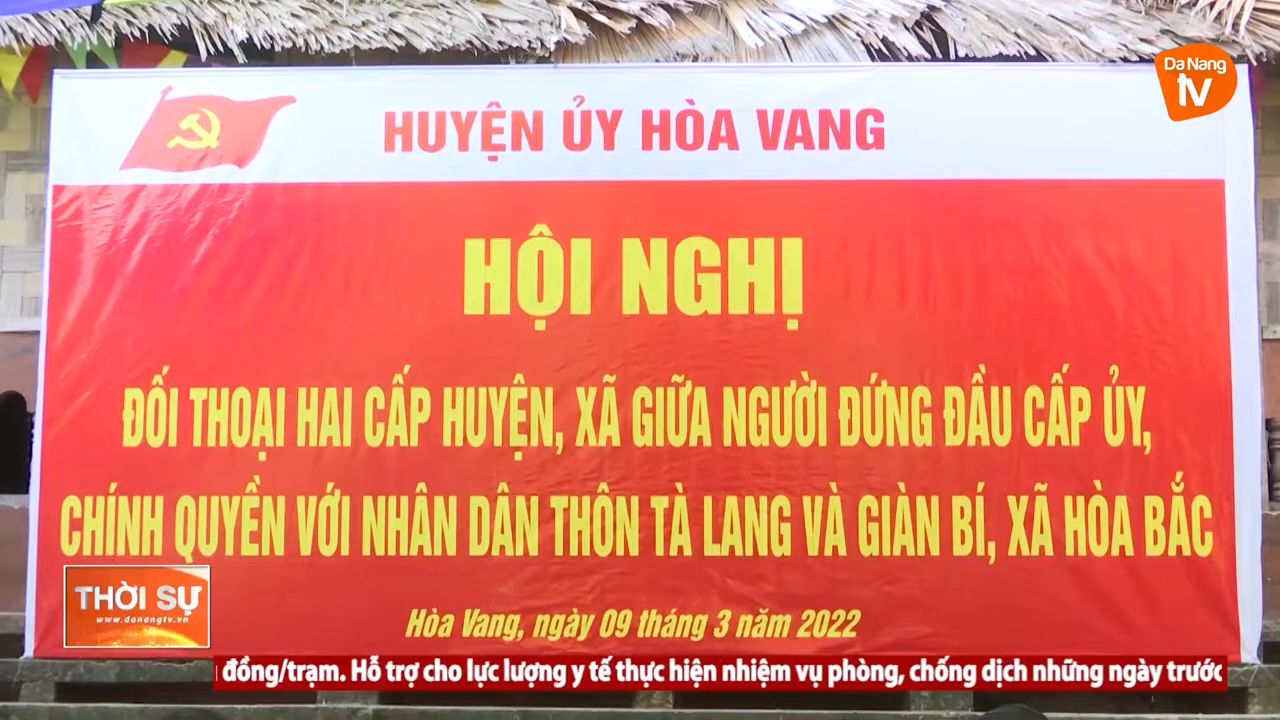 Da Nang
tv
HUYỆN ỦY HÒA VANG
HỘI NGHỊ
ĐỐI THOẠI HAI CẤP HUYỆN, XÃ GIỮA NGƯỜI ĐỨNG ĐẦU CẤP ỦY,
CHÍNH QUYỀN VỚI NHÂN DÂN THÔN TÀ LANG VÀ GIÀN BÍ, XÃ HÒA BẮC
Hòa Vang, ngày 09 tháng 3 năm 2022
THỜI SỰ
www.danangtv.vn
đồng/trạm. Hỗ trợ cho lực lượng y tế thực hiện nhiệm vụ phòng, chống dịch những ngày trước